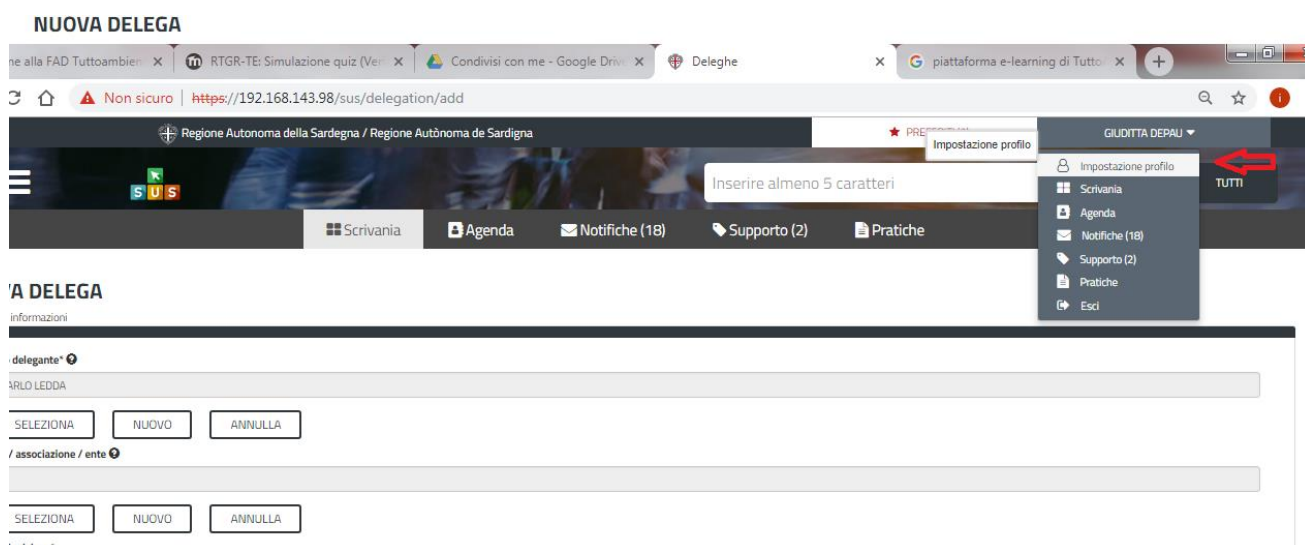 NUOVA DELEGA
ne alla FAD Tuttoambien RTGR-TE: Simulazione quiz (Ver Condivisi con me - Google Drive Deleghe piattaforma e-learning di Tutto
Non sicuro | https://192.168.143.98/sus/delegation/add
Regione Autonoma della Sardegna / Regione Autònoma de Sardigna
GIUDITTA DEPAU
Impostazione profilo
Impostazione profilo
SUS
Inserire almeno 5 caratteri
TUTTI
Scrivania
Agenda
Notifiche (18)
Supporto (2)
Pratiche
Esci
Scrivania Agenda Notifiche (18) Supporto (2) Pratiche
'A DELEGA
informazioni
delegante*
ARLO LEDDA
SELEZIONA NUOVO ANNULLA
/ associazione / ente
SELEZIONA NUOVO ANNULLA